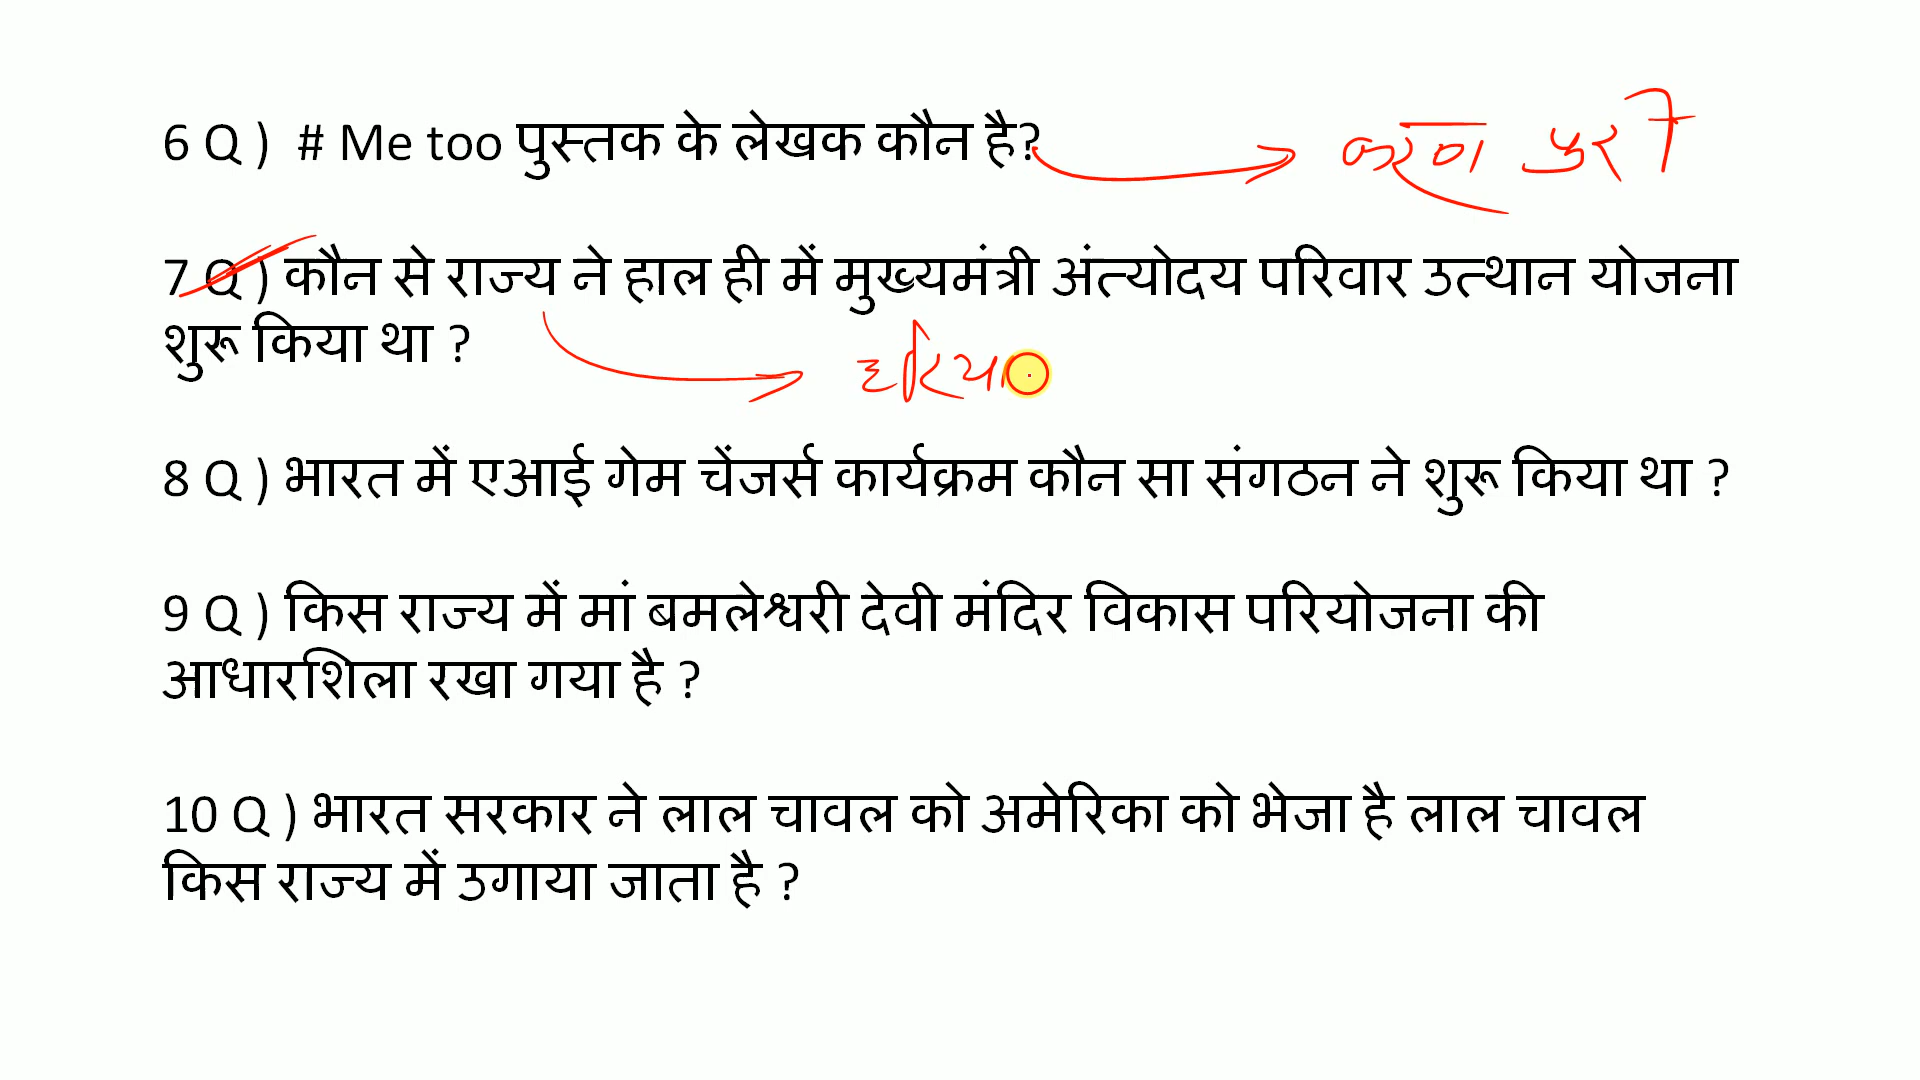 6 Q ) # Me too पुस्तक के लेखक कौन है? करण पुरी
7 Q ) कौन से राज्य ने हाल ही में मुख्यमंत्री अंत्योदय परिवार उत्थान योजना
शुरू किया था ? हरिया
8 Q ) भारत में एआई गेम चेंजर्स कार्यक्रम कौन सा संगठन ने शुरू किया था ?
9 Q ) किस राज्य में मां बमलेश्वरी देवी मंदिर विकास परियोजना की
आधारशिला रखा गया है ?
10 Q ) भारत सरकार ने लाल चावल को अमेरिका को भेजा है लाल चावल
किस राज्य में उगाया जाता है ?